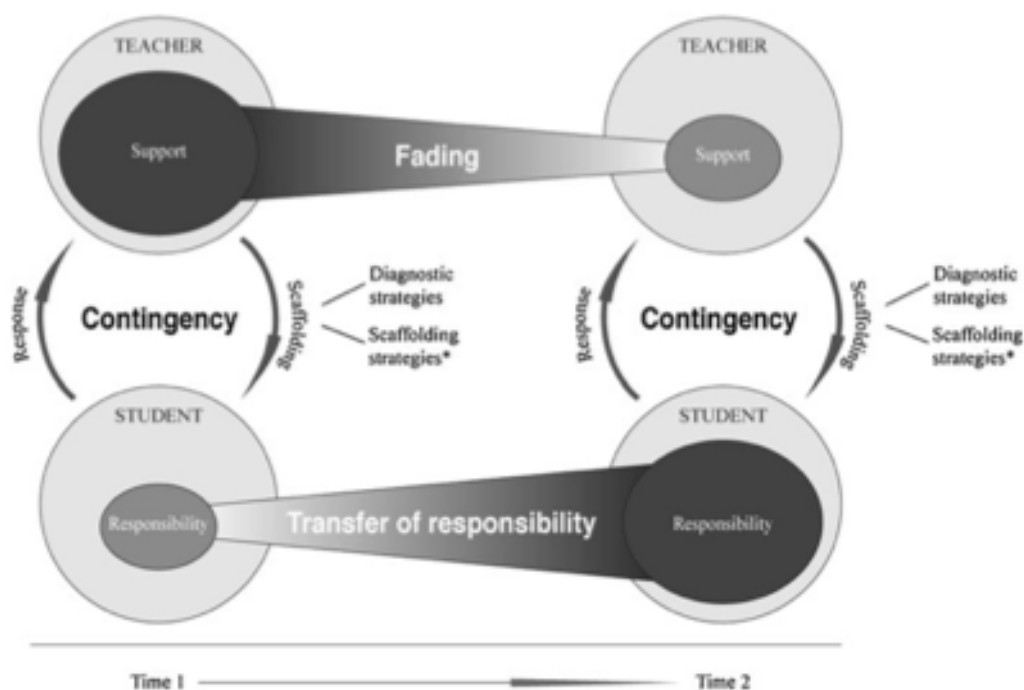 TEACHER
TEACHER
Support
Fading
Support
Response
Contingency
Scaffolding
Diagnostic
strategies
Scaffolding
strategies*
Response
Contingency
Scaffolding
Diagnostic
strategies
Scaffolding
strategies*
STUDENT
STUDENT
Responsibility
Transfer of responsibility
Responsibility
Time 1
Time 2